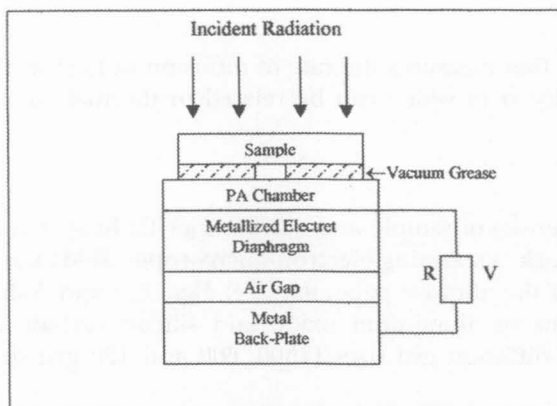 Incident Radiation
Sample
Vacuum Grease
PA Chamber
Metallized Electret
Diaphragm
R
V
Air Gap
Metal
Back-Plate